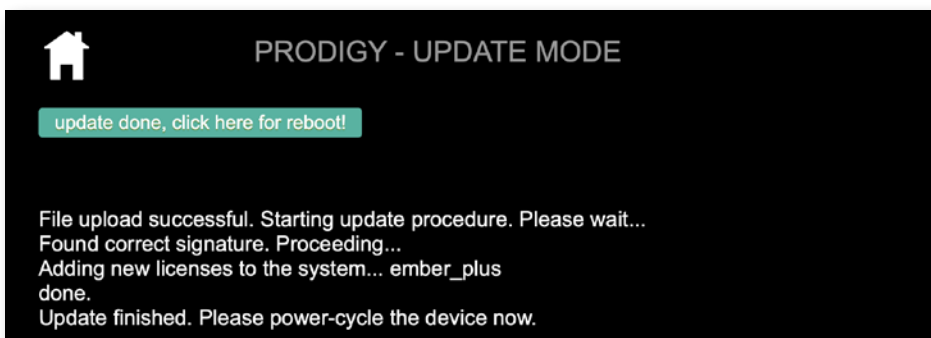 PRODIGY - UPDATE MODE
update done, click here for reboot!
File upload successful. Starting update procedure. Please wait...
Found correct signature. Proceeding...
Adding new licenses to the system... ember_plus
done.
Update finished. Please power-cycle the device now.